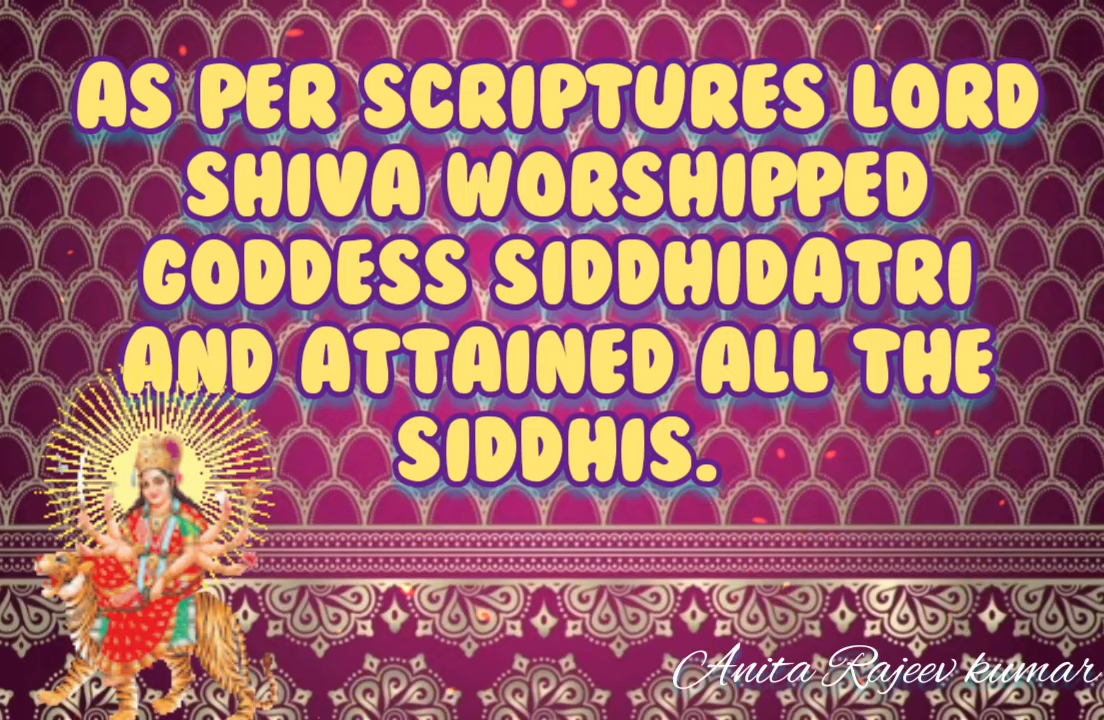 AS PER SCRIPTURES LORD
SHIVA WORSHIPPED
GODDESS SIDDHIDATRI
AND ATTAINED ALL THE
SIDDHIS.
Anita Rajeev kumar